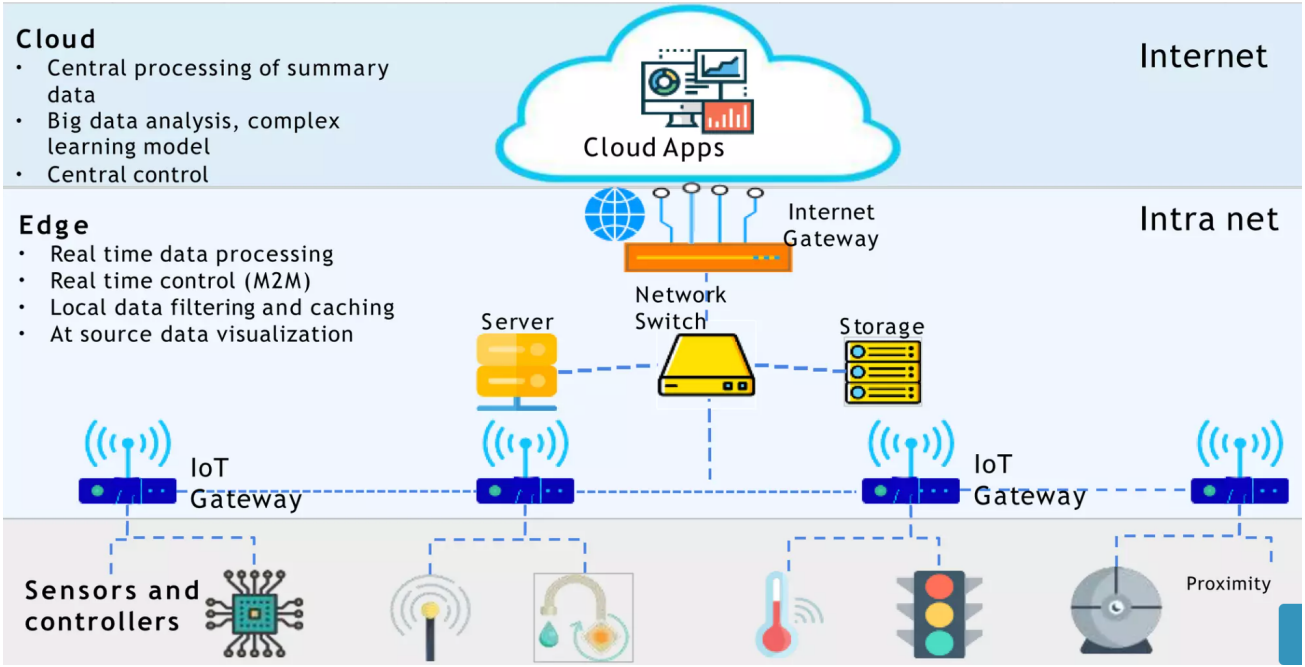 Cloud
• Central processing of summary
data
• Big data analysis, complex
learning model
• Central control
Internet
Cloud Apps
Edge
• Real time data processing
• Real time control (M2M)
• Local data filtering and caching
• At source data visualization
Intra net
Internet
Gateway
Network
Switch
Server
Storage
IoT
Gateway
IoT
Gateway
Sensors and
controllers
Proximity